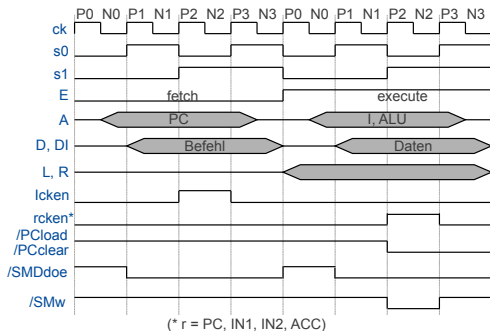 P0 N0 P1 N1 P2 N2 P3 N3 P0 N0 P1 N1 P2 N2 P3 N3
ck
s0
s1
E fetch execute
A PC I, ALU
D, DI Befehl Daten
L, R
Icken
rcken*
/PCload
/PCclear
/SMDdoe
/SMw
(* r = PC, IN1, IN2, ACC)